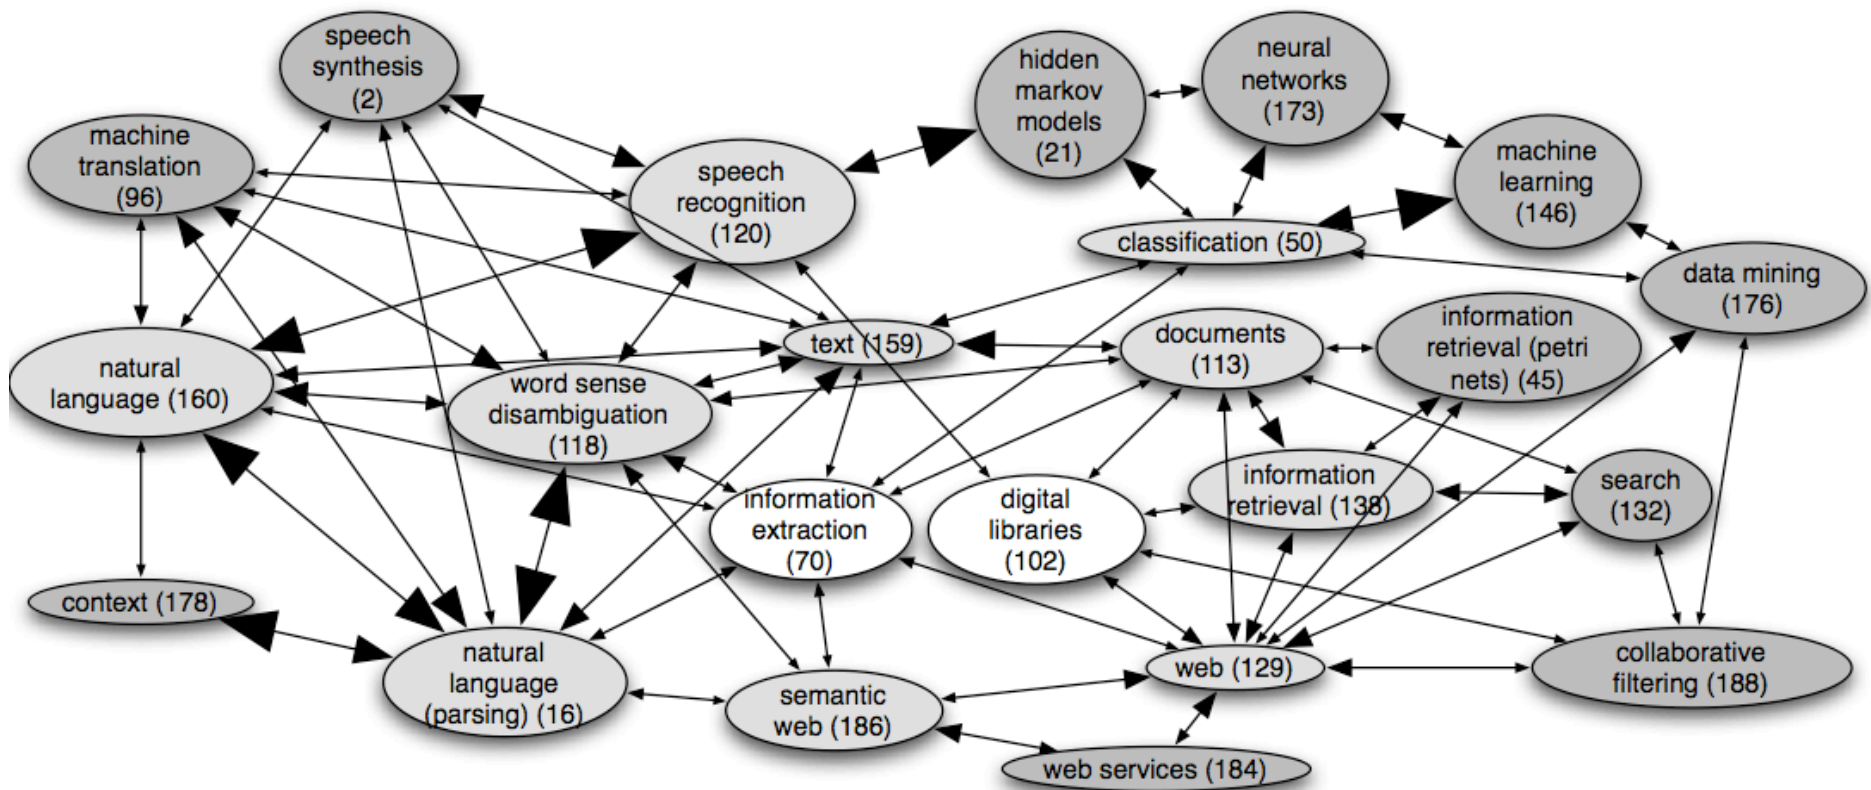 speech
synthesis
(2)
hidden
markov
models
(21)
neural
networks
(173)
machine
translation
(96)
speech
recognition
(120)
machine
learning
(146)
classification (50)
data mining
(176)
natural
language (160)
text (159)
documents
(113)
information
retrieval (petri
nets) (45)
word sense
disambiguation
(118)
information
extraction
(70)
digital
libraries
(102)
information
retrieval (138)
search
(132)
context (178)
natural
language
(parsing) (16)
semantic
web (186)
web (129)
collaborative
filtering (188)
web services (184)